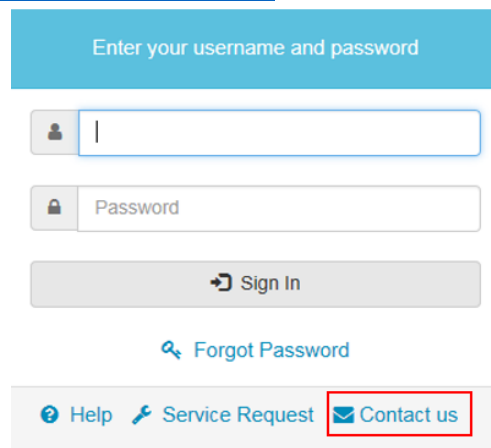 Enter your username and password
Password
Sign In
Forgot Password
Help Service Request Contact us